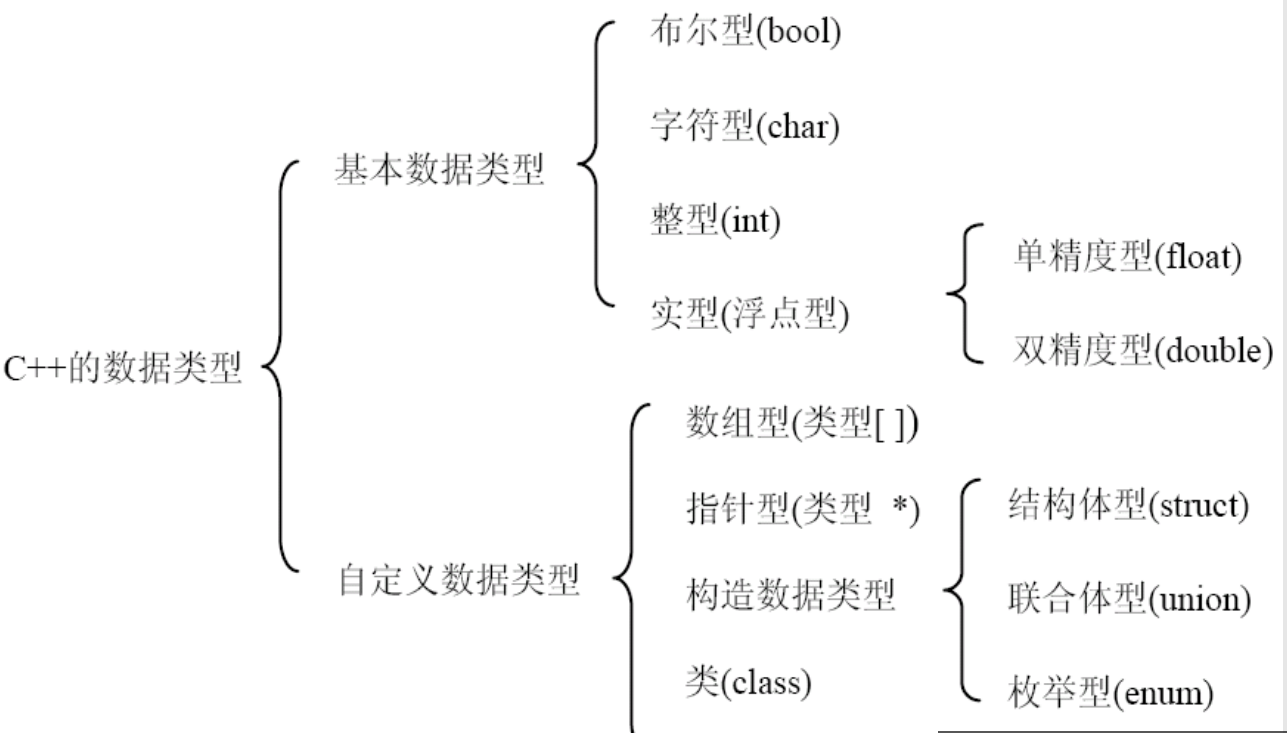 C++的数据类型
基本数据类型
布尔型(bool)
字符型(char)
整型(int)
实型(浮点型)
单精度型(float)
双精度型(double)
自定义数据类型
数组型(类型[ ])
指针型(类型 *)
构造数据类型
结构体型(struct)
联合体型(union)
枚举型(enum)
类(class)